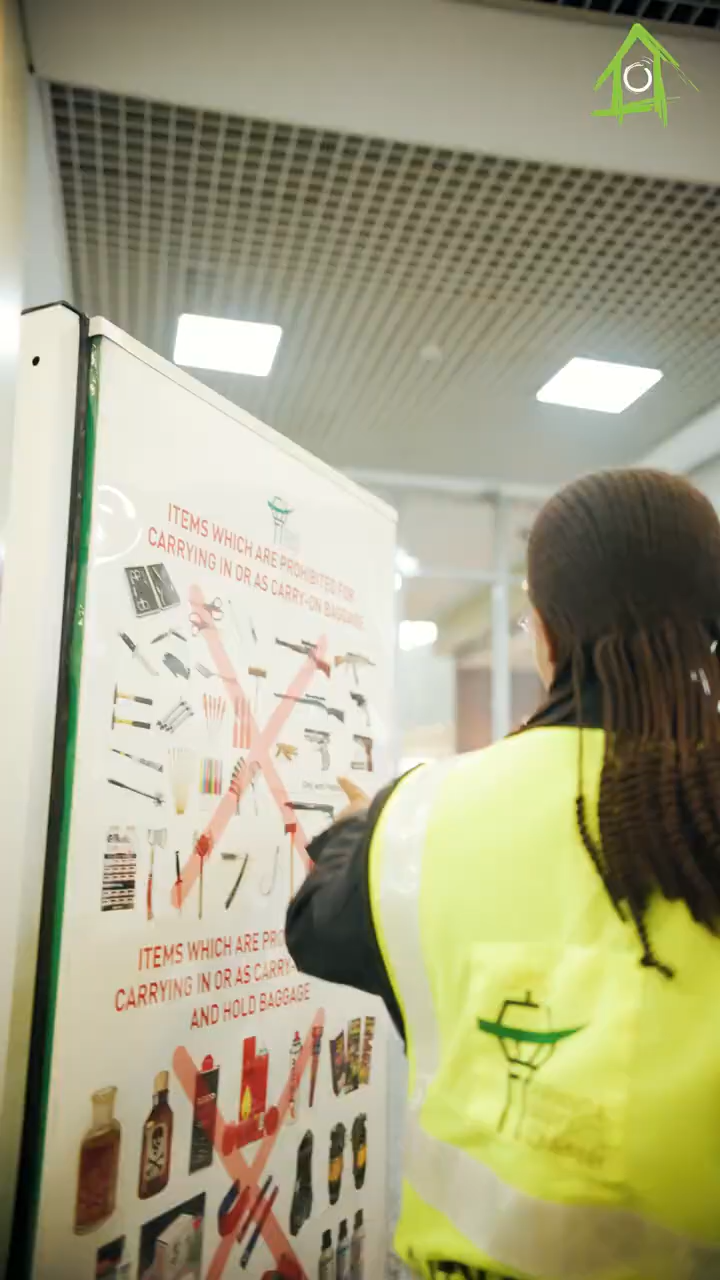 ITEMS WHICH ARE PROHIBITED FOR
CARRYING IN OR AS CARRY-ON BAGGAGE
ITEMS WHICH ARE PRO
CARRYING IN OR AS CARRY-
AND HOLD BAGGAGE